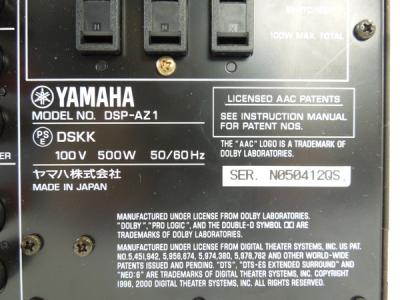 100W MAX. TOTAL
YAMAHA
MODEL NO. DSP-AZ1
PS E DSKK
100V 500W 50/60Hz
ヤマハ株式会社
MADE IN JAPAN
LICENSED AAC PATENTS
SEE INSTRUCTION MANUAL
FROM MORE.
THE "AAC" LOGO IS A TRADEMARK OF
DOLBY LABORATORIES.
SER. N050412QS
MANUFACTURED UNDER LICENSE FROM DOLBY LABORATORIES.
"DOLBY", "PRO LOGIC", AND THE DOUBLE-D SYMBOL ARE
TRADEMARKS OF DOLBY LABORATORIES.
MANUFACTURED UNDER LICENSE FROM DIGITAL THEATER SYSTEMS, INC. US PAT.
NO.5,451,942, 5,956,674, 5,974,380, 5,978,762 AND OTHER WORLD-WIDE
PATENTS ISSUED AND PENDING. "DTS", "DTS-ES EXTENDED SURROUND" AND
"NEO:6" ARE TRADEMARKS OF DIGITAL THEATER SYSTEMS, INC. COPYRIGHT
1996, 2000 DIGITAL THEATER SYSTEMS, INC. ALL RIGHTS RESERVED.